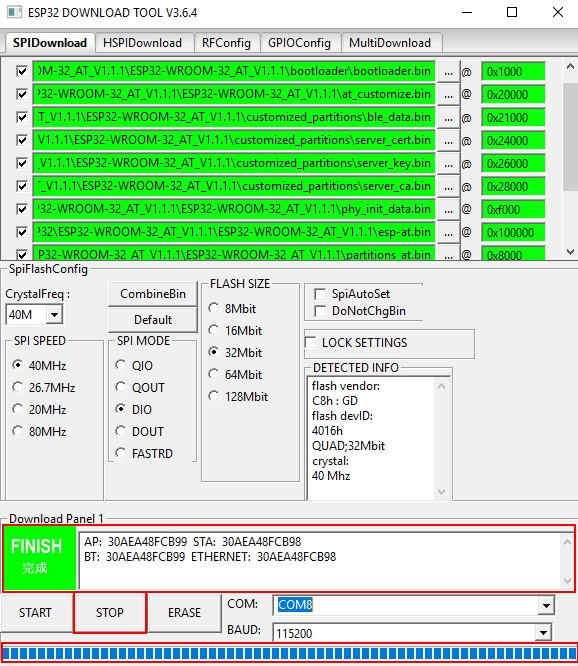 ESP32 DOWNLOAD TOOL V3.6.4
SPIDownload HSPIDownload RFConfig GPIOConfig MultiDownload
OM-32_AT_V1.1.1\ESP32-WROOM-32_AT_V1.1.1\bootloader\bootloader.bin ... @ 0x1000
32-WROOM-32_AT_V1.1.1\ESP32-WROOM-32_AT_V1.1.1\at_customize.bin ... @ 0x20000
T_V1.1.1\ESP32-WROOM-32_AT_V1.1.1\customized_partitions\ble_data.bin ... @ 0x21000
V1.1.1\ESP32-WROOM-32_AT_V1.1.1\customized_partitions\server_cert.bin ... @ 0x24000
_V1.1.1\ESP32-WROOM-32_AT_V1.1.1\customized_partitions\server_key.bin ... @ 0x26000
T_V1.1.1\ESP32-WROOM-32_AT_V1.1.1\customized_partitions\server_ca.bin ... @ 0x28000
32-WROOM-32_AT_V1.1.1\ESP32-WROOM-32_AT_V1.1.1\phy_init_data.bin ... @ 0xf000
32\ESP32-WROOM-32_AT_V1.1.1\ESP32-WROOM-32_AT_V1.1.1\esp-at.bin ... @ 0x100000
P32-WROOM-32_AT_V1.1.1\ESP32-WROOM-32_AT_V1.1.1\partitions_at.bin ... @ 0x8000
SpiFlashConfig
CrystalFreq :
40M
CombineBin
Default
SPI SPEED
40MHz
26.7MHz
20MHz
80MHz
SPI MODE
QIO
QOUT
DIO
DOUT
FASTRD
FLASH SIZE
8Mbit
16Mbit
32Mbit
64Mbit
128Mbit
SpiAutoSet
DoNotChgBin
LOCK SETTINGS
DETECTED INFO
flash vendor:
C8h : GD
flash devID:
4016h
QUAD;32Mbit
crystal:
40 Mhz
Download Panel 1
FINISH
完成
AP: 30AEA48FCB99 STA: 30AEA48FCB98
BT: 30AEA48FCB99 ETHERNET: 30AEA48FCB98
START STOP ERASE
COM: COM8
BAUD: 115200